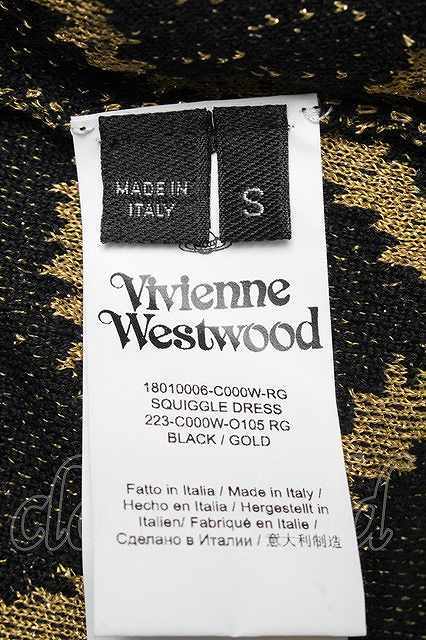 MADE IN
ITALY
S
Vivienne
Westwood
18010006-C000W-RG
SQUIGGLE DRESS
223-C000W-O105 RG
BLACK / GOLD
Fatto in Italia / Made in Italy /
Hecho en Italia / Hergestellt in
Italien/ Fabriqué en Italie /
Сделано в Италии / 意大利制造